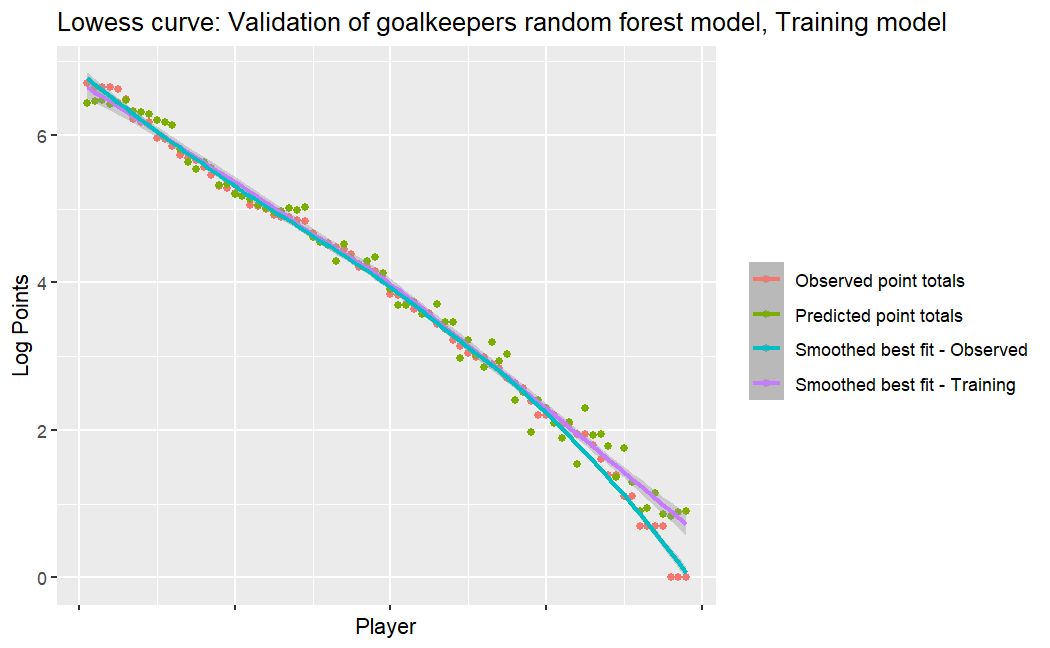 Lowess curve: Validation of goalkeepers random forest model, Training model
Log Points
6
4
2
0
Player
Observed point totals
Predicted point totals
Smoothed best fit - Observed
Smoothed best fit - Training